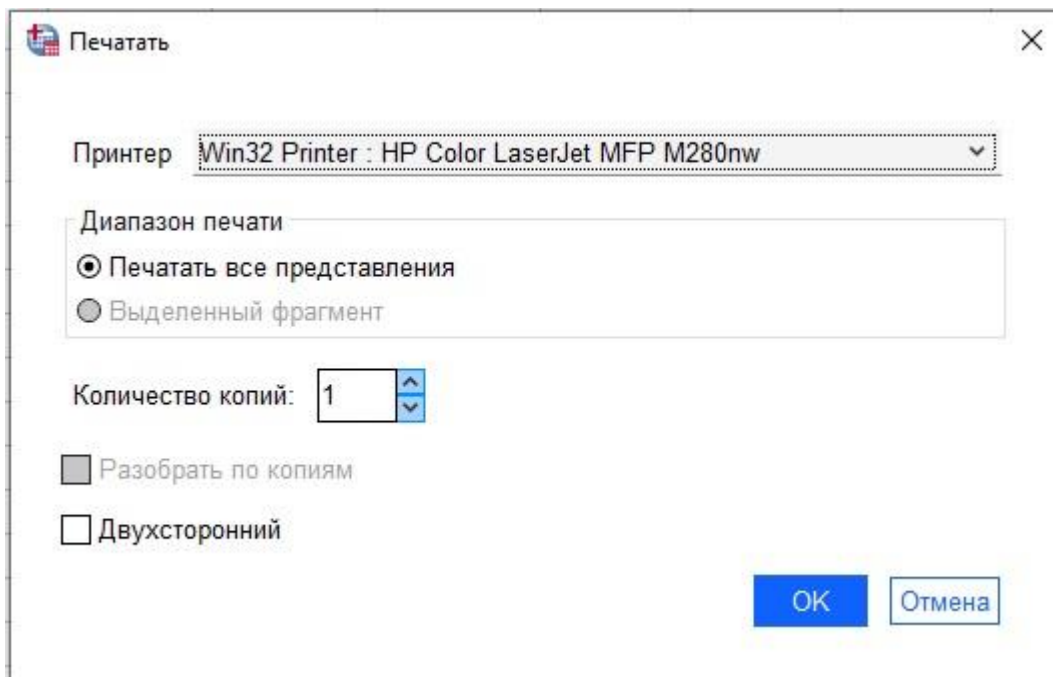 Печатать
Принтер Win32 Printer : HP Color LaserJet MFP M280nw
Диапазон печати
Печатать все представления
Выделенный фрагмент
Количество копий: 1
Разобрать по копиям
Двухсторонний
OK Отмена